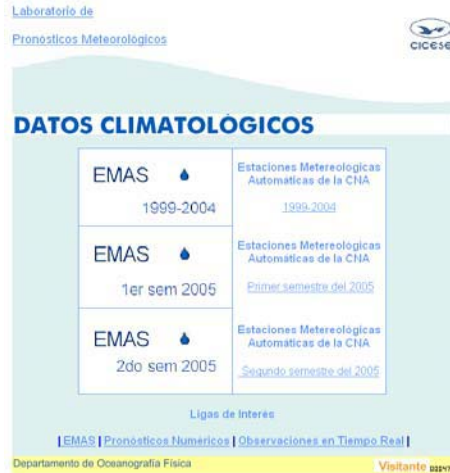 Laboratorio de
Pronósticos Meteorológicos
CICESE
DATOS CLIMATOLÓGICOS
EMAS
1999-2004
Estaciones Metereologicas
Automáticas de la CNA
1999-2004
EMAS
1er sem 2005
Estaciones Metereologicas
Automáticas de la CNA
Primer semestre del 2005
EMAS
2do sem 2005
Estaciones Metereologicas
Automáticas de la CNA
Segundo semestre del 2005
Ligas de Interés
| EMAS | Pronósticos Numéricos | Observaciones en Tiempo Real |
Departamento de Oceanografía Física
Visitante